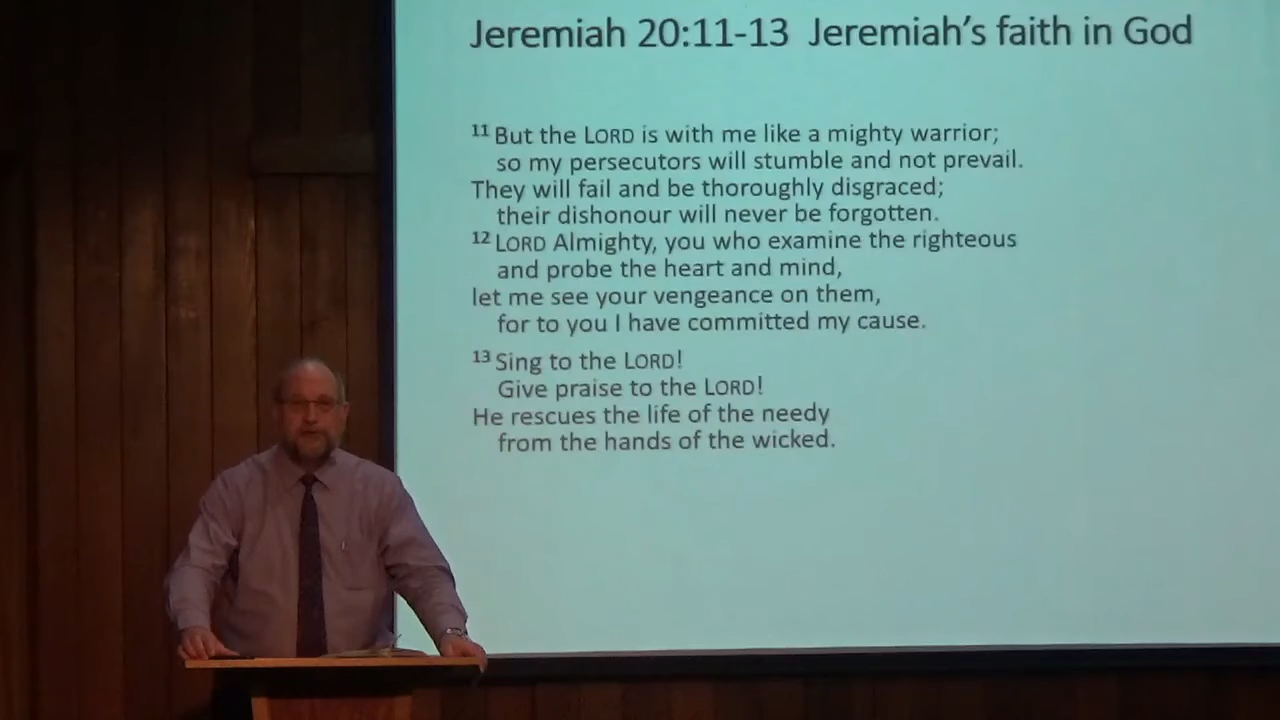 Jeremiah 20:11-13 Jeremiah’s faith in God
11 But the LORD is with me like a mighty warrior;
so my persecutors will stumble and not prevail.
They will fail and be thoroughly disgraced;
their dishonour will never be forgotten.
12 LORD Almighty, you who examine the righteous
and probe the heart and mind,
let me see your vengeance on them,
for to you I have committed my cause.
13 Sing to the LORD!
Give praise to the LORD!
He rescues the life of the needy
from the hands of the wicked.